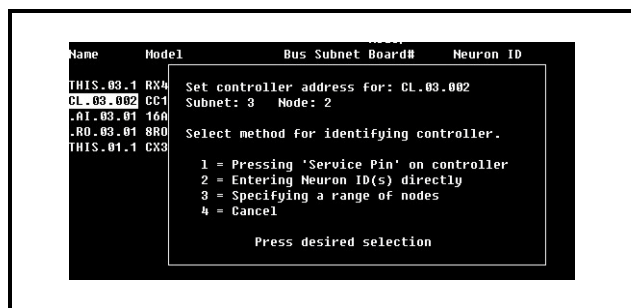 Name Model Bus Subnet Board# Neuron ID
THIS.03.1 RX4
CL.03.002 CC1
.AI.03.01 16A
.RO.03.01 8RO
THIS.01.1 CX3
Set controller address for: CL.03.002
Subnet: 3 Node: 2
Select method for identifying controller.
1 = Pressing 'Service Pin' on controller
2 = Entering Neuron ID(s) directly
3 = Specifying a range of nodes
4 = Cancel
Press desired selection